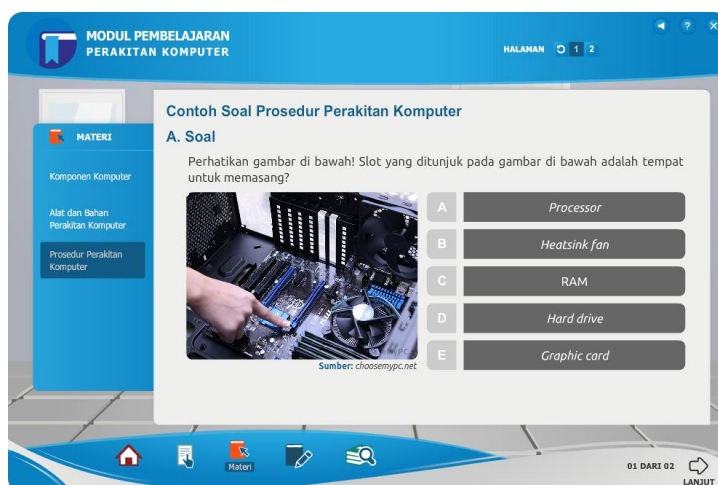 MODUL PEMBELAJARAN
PERAKITAN KOMPUTER
HALAMAN 1 2
?
MATERI
Komponen Komputer
Alat dan Bahan
Perakitan Komputer
Prosedur Perakitan
Komputer
Contoh Soal Prosedur Perakitan Komputer
A. Soal
Perhatikan gambar di bawah! Slot yang ditunjuk pada gambar di bawah adalah tempat
untuk memasang?
A Processor
B Heatsink fan
C RAM
D Hard drive
E Graphic card
Sumber: choosemypc.net
Materi
01 DARI 02
LANJUT